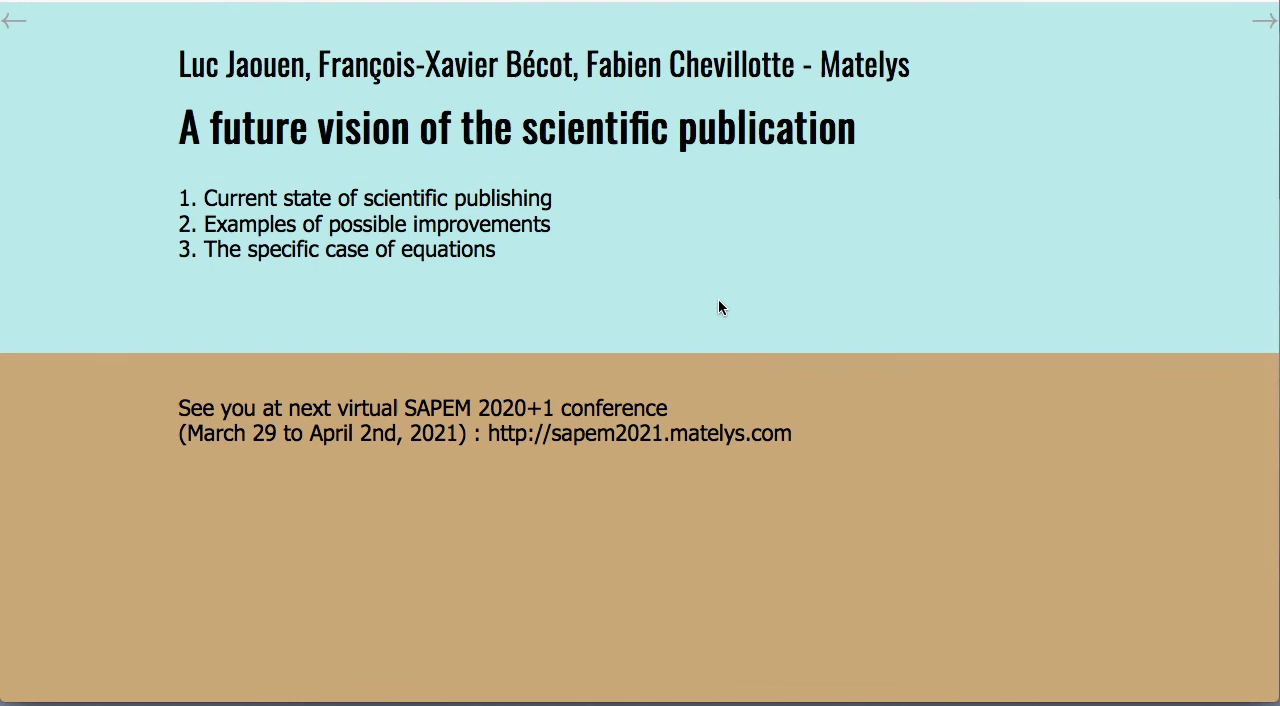 Luc Jaouen, François-Xavier Bécot, Fabien Chevillotte - Matelys
A future vision of the scientific publication
1. Current state of scientific publishing
2. Examples of possible improvements
3. The specific case of equations
See you at next virtual SAPEM 2020+1 conference
(March 29 to April 2nd, 2021) : http://sapem2021.matelys.com